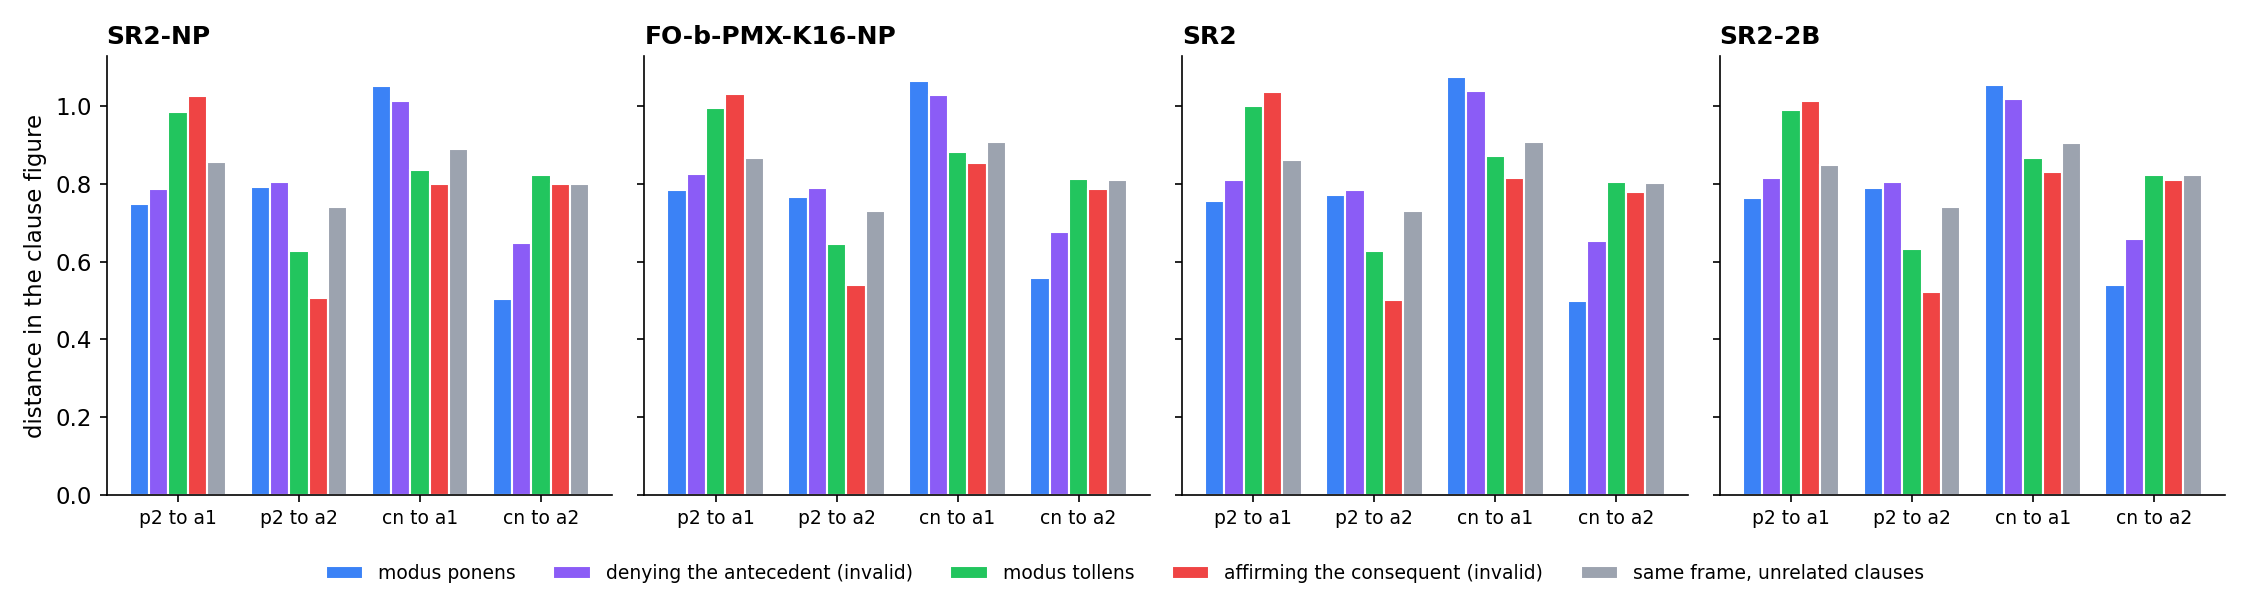 SR2-NP
FO-b-PMX-K16-NP
SR2
SR2-2B
distance in the clause figure
1.0
0.8
0.6
0.4
0.2
0.0
p2 to a1 p2 to a2 cn to a1 cn to a2
p2 to a1 p2 to a2 cn to a1 cn to a2
p2 to a1 p2 to a2 cn to a1 cn to a2
p2 to a1 p2 to a2 cn to a1 cn to a2
modus ponens denying the antecedent (invalid) modus tollens affirming the consequent (invalid) same frame, unrelated clauses